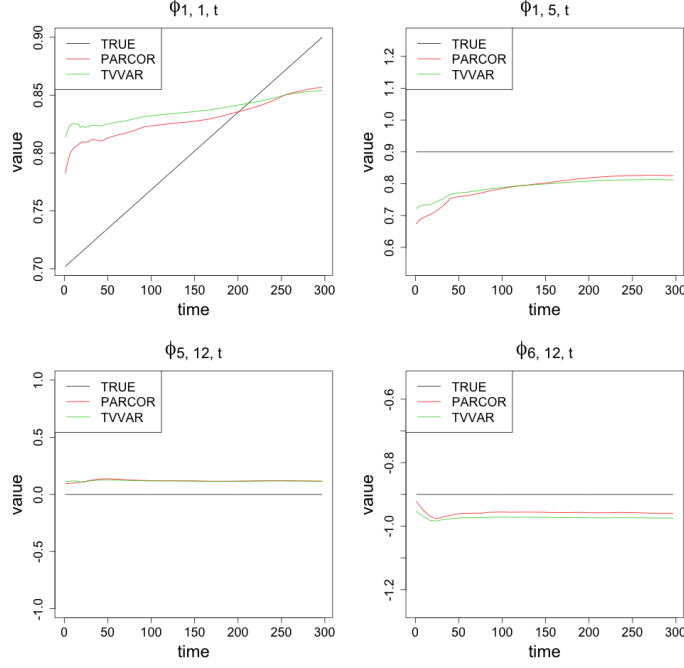 ϕ1, 1, t
TRUE
PARCOR
TVVAR
value
0.70
0.75
0.80
0.85
0.90
0
50
100
150
200
250
300
time
ϕ1, 5, t
TRUE
PARCOR
TVVAR
value
0.6
0.7
0.8
0.9
1.0
1.1
1.2
0
50
100
150
200
250
300
time
ϕ5, 12, t
TRUE
PARCOR
TVVAR
value
-1.0
-0.5
0.0
0.5
1.0
0
50
100
150
200
250
300
time
ϕ6, 12, t
TRUE
PARCOR
TVVAR
value
-1.2
-1.0
-0.8
-0.6
0
50
100
150
200
250
300
time